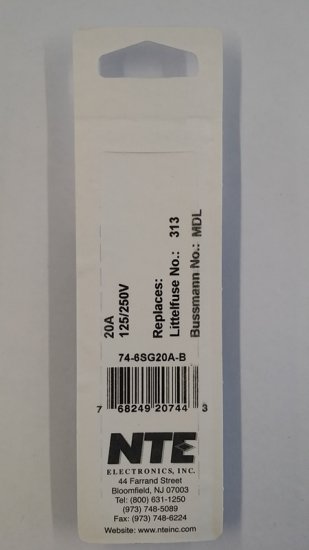 20A
125/250V
Replaces:
Littelfuse No.: 313
Bussmann No.: MDL
74-6SG20A-B
7 68249 20744 3
NTE
ELECTRONICS, INC.
44 Farrand Street
Bloomfield, NJ 07003
Tel: (800) 631-1250
(973) 748-5089
Fax: (973) 748-6224
Website: www.nteinc.com